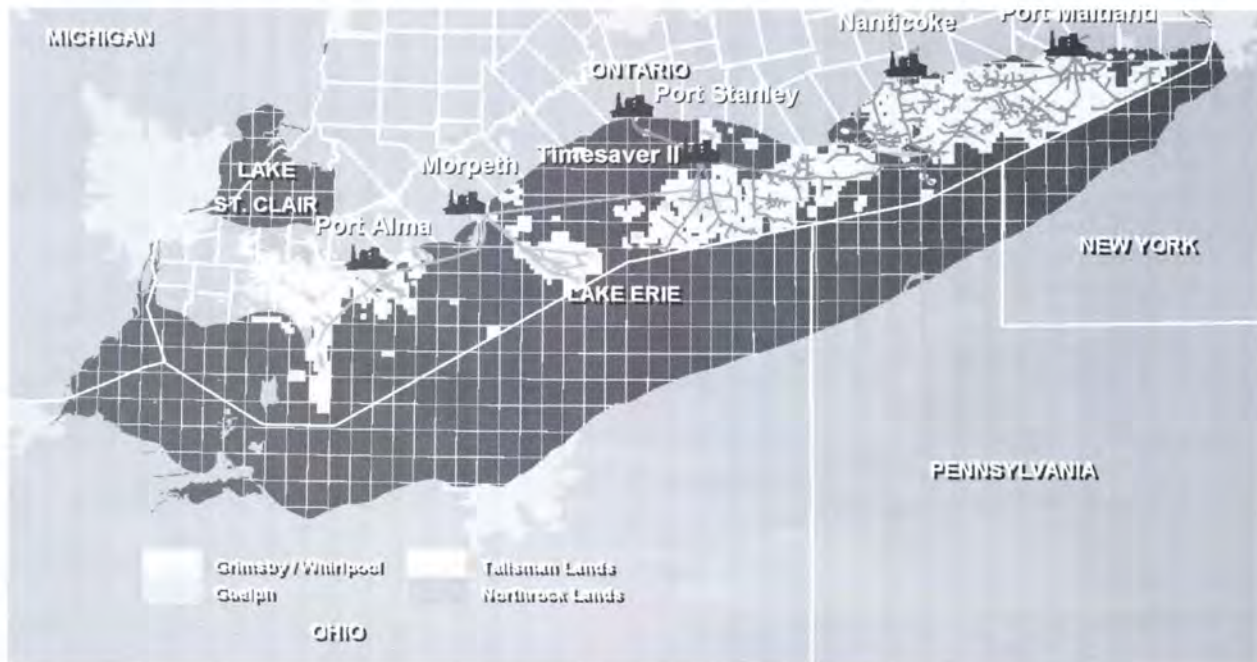 MICHIGAN
Nanticoke
Port Maitland
ONTARIO
Port Stanley
LAKE
ST. CLAIR
Morpeth
Timesaver II
Port Alma
LAKE ERIE
NEW YORK
PENNSYLVANIA
Grimsby / Whirlpool
Guelph
Talisman Lands
Northrock Lands
OHIO